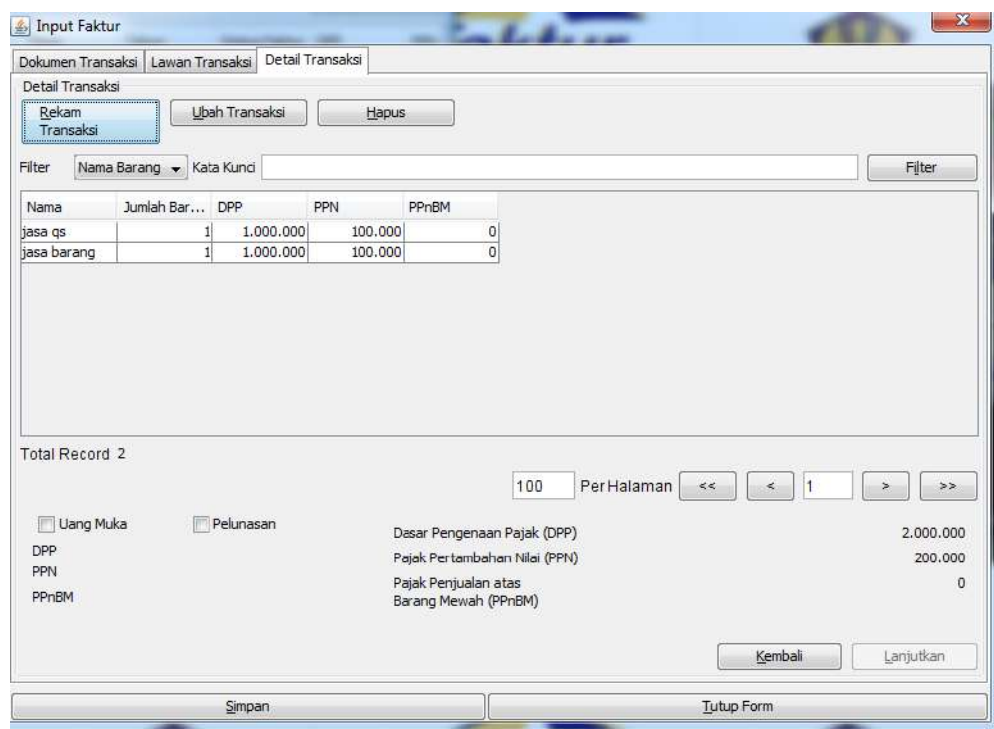 Input Faktur
Dokumen Transaksi Lawan Transaksi Detail Transaksi
Detail Transaksi
Rekam Transaksi Ubah Transaksi Hapus
Filter Nama Barang Kata Kunci Filter
Nama Jumlah Bar... DPP PPN PPnBM
jasa qs 1 1.000.000 100.000 0
jasa barang 1 1.000.000 100.000 0
Total Record 2
100 Per Halaman << < 1 > >>
Uang Muka Pelunasan
Dasar Pengenaan Pajak (DPP) 2.000.000
DPP
Pajak Pertambahan Nilai (PPN) 200.000
PPN
Pajak Penjualan atas 0
Barang Mewah (PPnBM)
PPnBM
Kembali Lanjutkan
Simpan Tutup Form